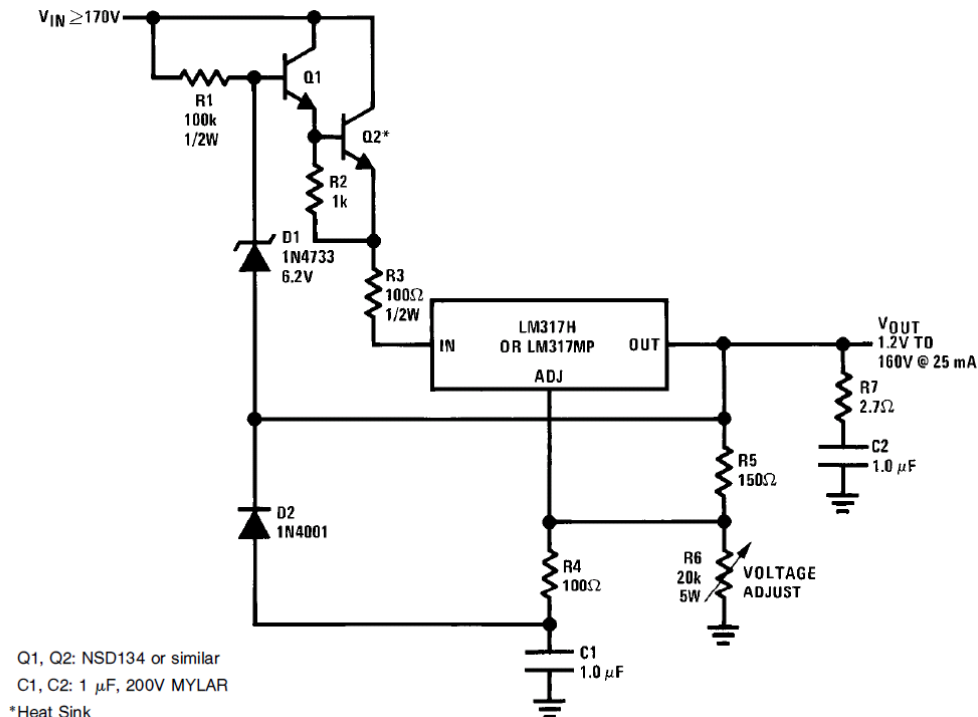 VIN ≥170V
R1
100k
1/2W
Q1
Q2*
R2
1k
D1
1N4733
6.2V
R3
100Ω
1/2W
LM317H
OR LM317MP
IN
OUT
ADJ
VOUT
1.2V TO
160V @ 25 mA
R7
2.7Ω
C2
1.0 μF
R5
150Ω
D2
1N4001
R4
100Ω
R6
20k
5W
VOLTAGE
ADJUST
C1
1.0 μF
Q1, Q2: NSD134 or similar
C1, C2: 1 μF, 200V MYLAR
*Heat Sink